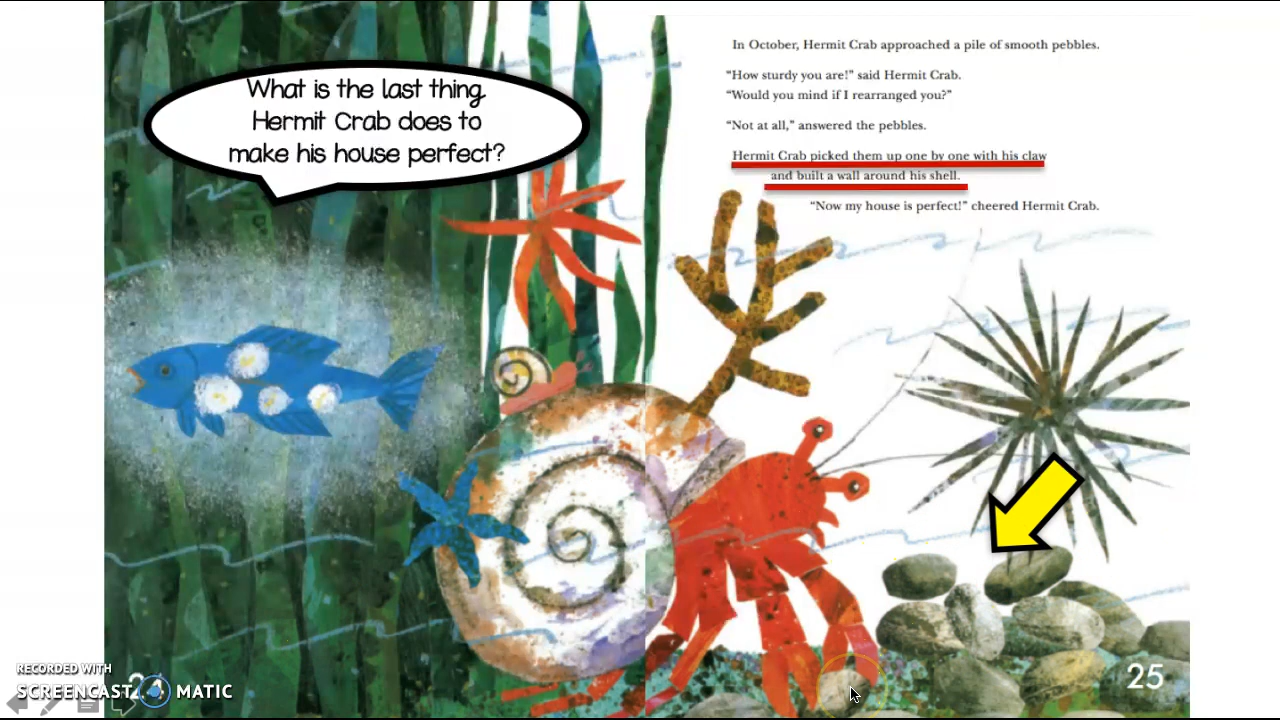 What is the last thing
Hermit Crab does to
make his house perfect?
In October, Hermit Crab approached a pile of smooth pebbles.
“How sturdy you are!” said Hermit Crab.
“Would you mind if I rearranged you?”
“Not at all,” answered the pebbles.
Hermit Crab picked them up one by one with his claw
and built a wall around his shell.
“Now my house is perfect!” cheered Hermit Crab.
25
RECORDED WITH
SCREENCAST MATIC